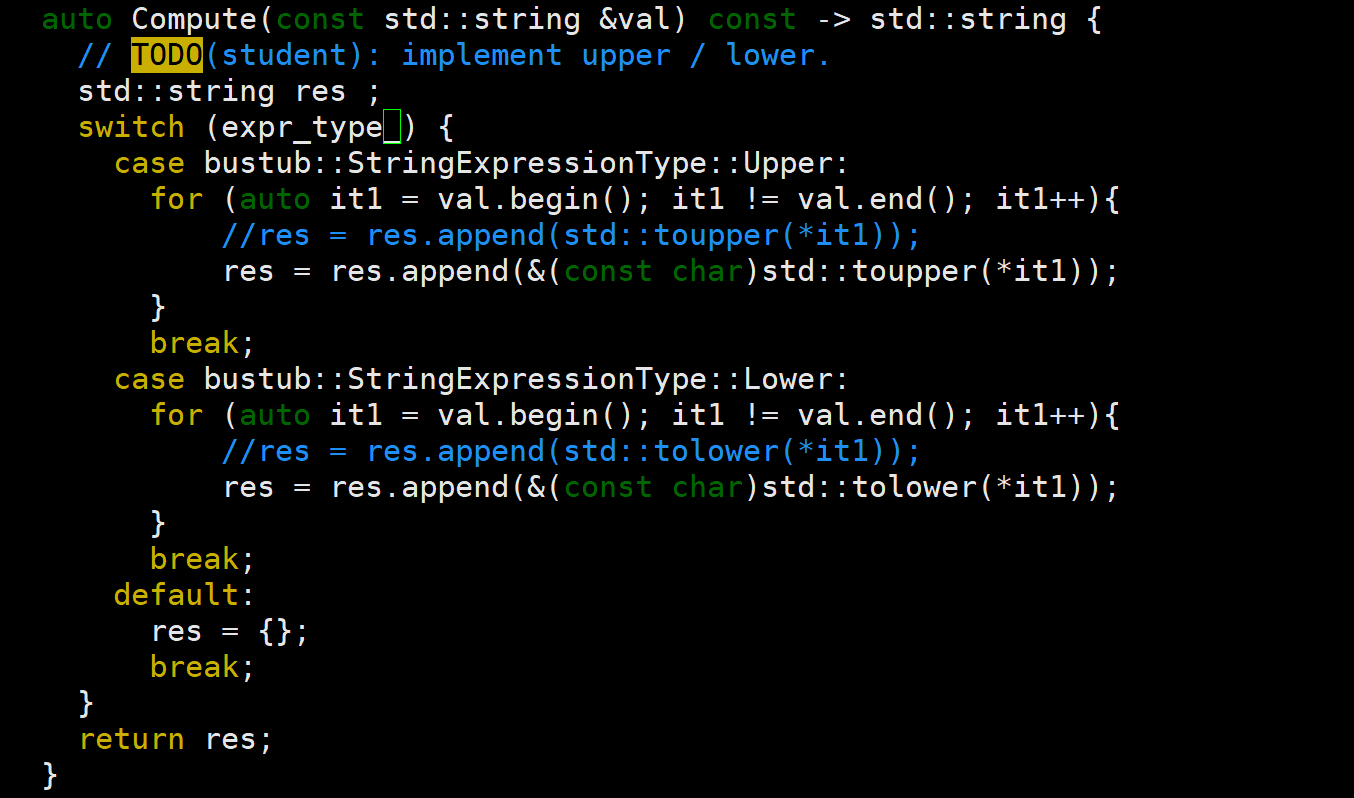 auto Compute(const std::string &val) const -> std::string {
  // TODO(student): implement upper / lower.
  std::string res ;
  switch (expr_type_) {
    case bustub::StringExpressionType::Upper:
      for (auto it1 = val.begin(); it1 != val.end(); it1++){
          //res = res.append(std::toupper(*it1));
          res = res.append(&(const char)std::toupper(*it1));
      }
      break;
    case bustub::StringExpressionType::Lower:
      for (auto it1 = val.begin(); it1 != val.end(); it1++){
          //res = res.append(std::tolower(*it1));
          res = res.append(&(const char)std::tolower(*it1));
      }
      break;
    default:
      res = {};
      break;
  }
  return res;
}